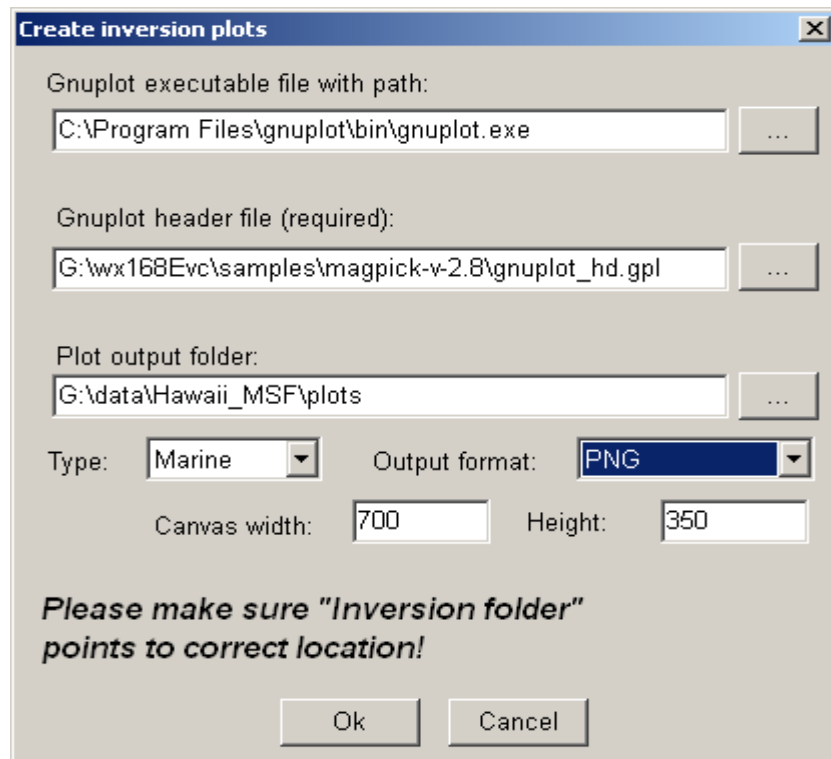 Create inversion plots
Gnuplot executable file with path:
C:\Program Files\gnuplot\bin\gnuplot.exe
...
Gnuplot header file (required):
G:\wx168Evc\samples\magpick-v-2.8\gnuplot_hd.gpl
...
Plot output folder:
G:\data\Hawaii_MSF\plots
...
Type: Marine Output format: PNG
Canvas width: 700 Height: 350
Please make sure "Inversion folder"
points to correct location!
Ok Cancel